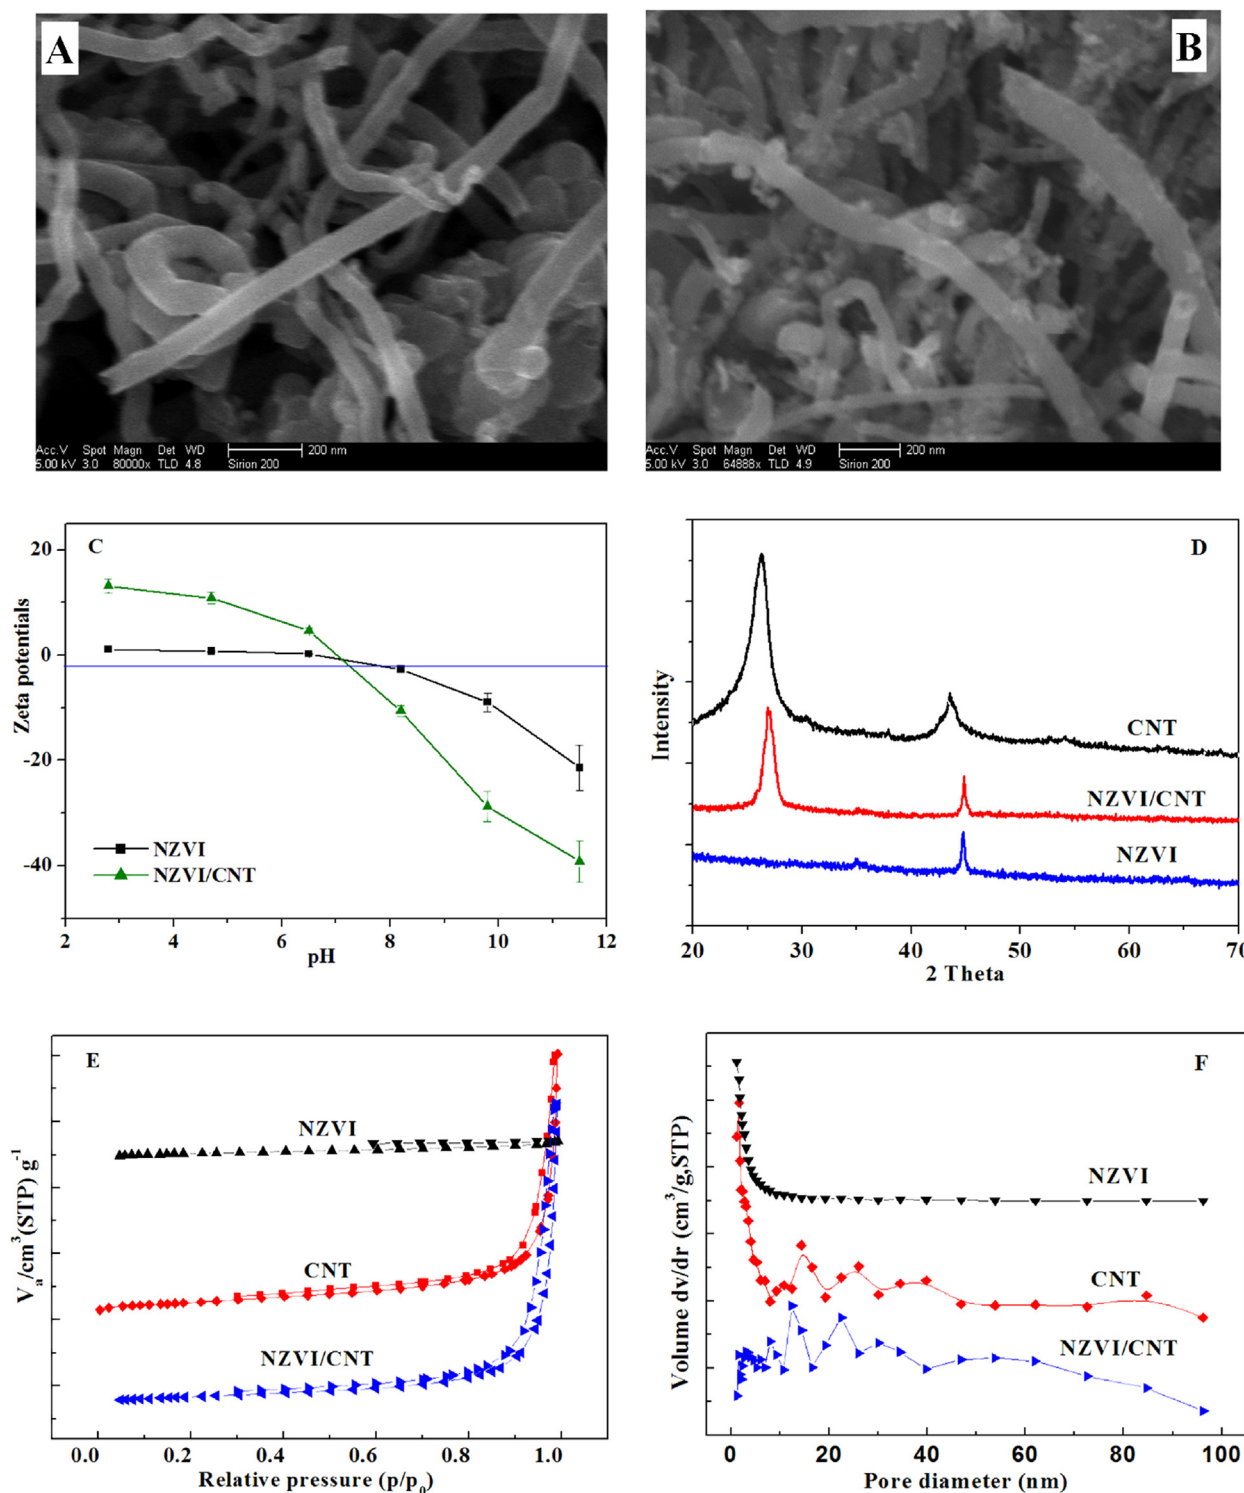 A
Acc.V Spot Magn Det WD 200 nm
5.00 kV 3.0 80000x TLD 4.8 Sirion 200
B
Acc.V Spot Magn Det WD 200 nm
5.00 kV 3.0 64888x TLD 4.9 Sirion 200
C
20
0
-20
-40
Zeta potentials
NZVI
NZVI/CNT
2 4 6 8 10 12
pH
D
Intensity
CNT
NZVI/CNT
NZVI
20 30 40 50 60 70
2 Theta
E
Va/cm3(STP) g-1
NZVI
CNT
NZVI/CNT
0.0 0.2 0.4 0.6 0.8 1.0
Relative pressure (p/p0)
F
Volume dv/dr (cm3/g,STP)
NZVI
CNT
NZVI/CNT
0 20 40 60 80 100
Pore diameter (nm)